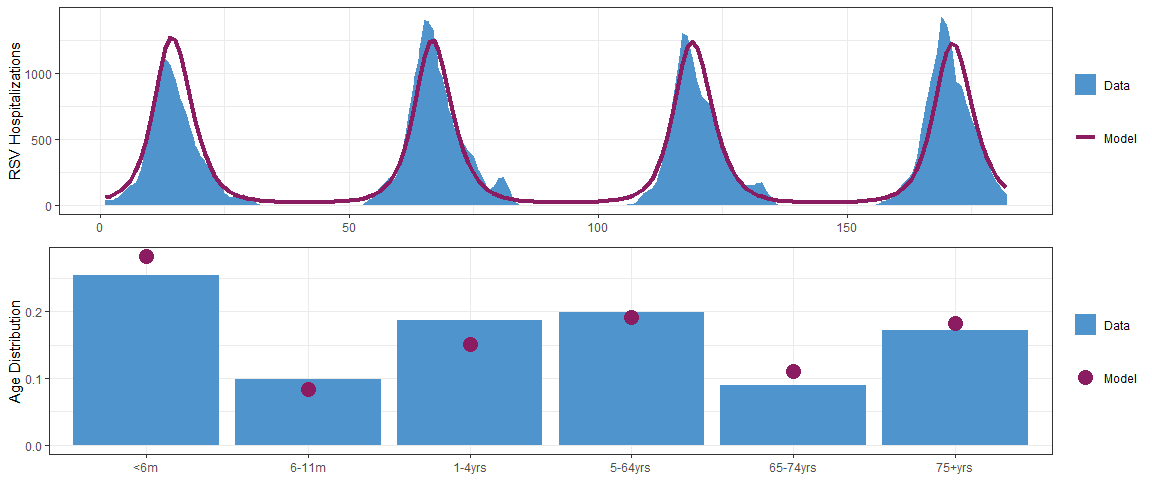 RSV Hospitalizations
1000
500
0
0
50
100
150
Data
Model
Age Distribution
0.2
0.1
0.0
<6m
6-11m
1-4yrs
5-64yrs
65-74yrs
75+yrs
Data
Model